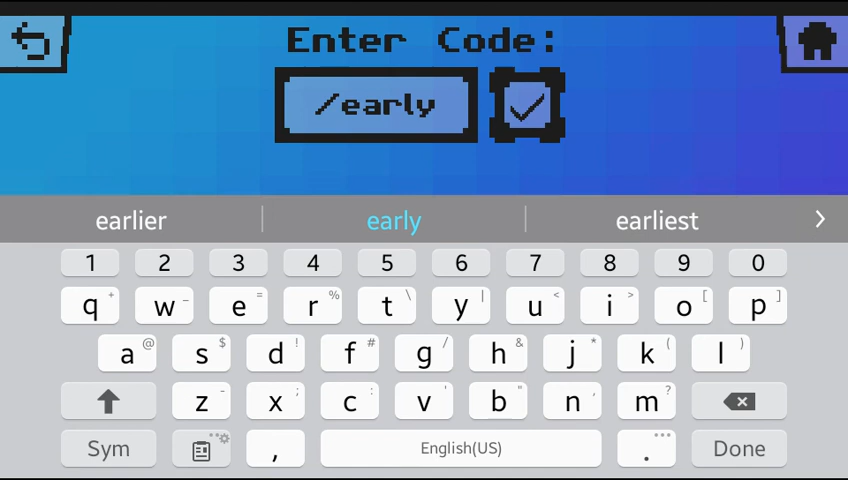 Enter Code:
/early
earlier early earliest
1 2 3 4 5 6 7 8 9 0
q + w _ e = r % t \ y | u < i > o [ p ]
a @ s $ d ! f # g / h & j * k ( l )
z - x ; c : v ' b " n , m ?
Sym , English(US) . Done